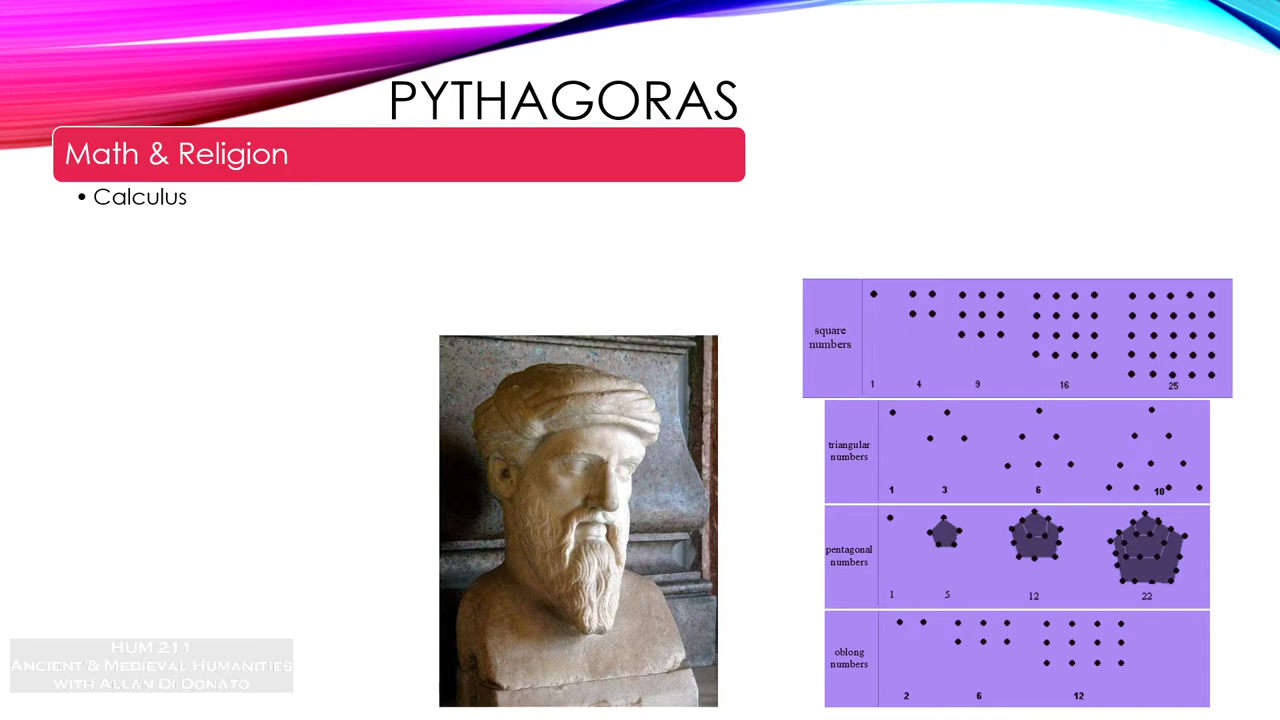 PYTHAGORAS
Math & Religion
• Calculus
square
numbers
1 4 9 16 25
triangular
numbers
1 3 6 10
pentagonal
numbers
1 5 12 22
oblong
numbers
2 6 12
HUM 211
Ancient & Medieval Humanities
with Allan Di Donato